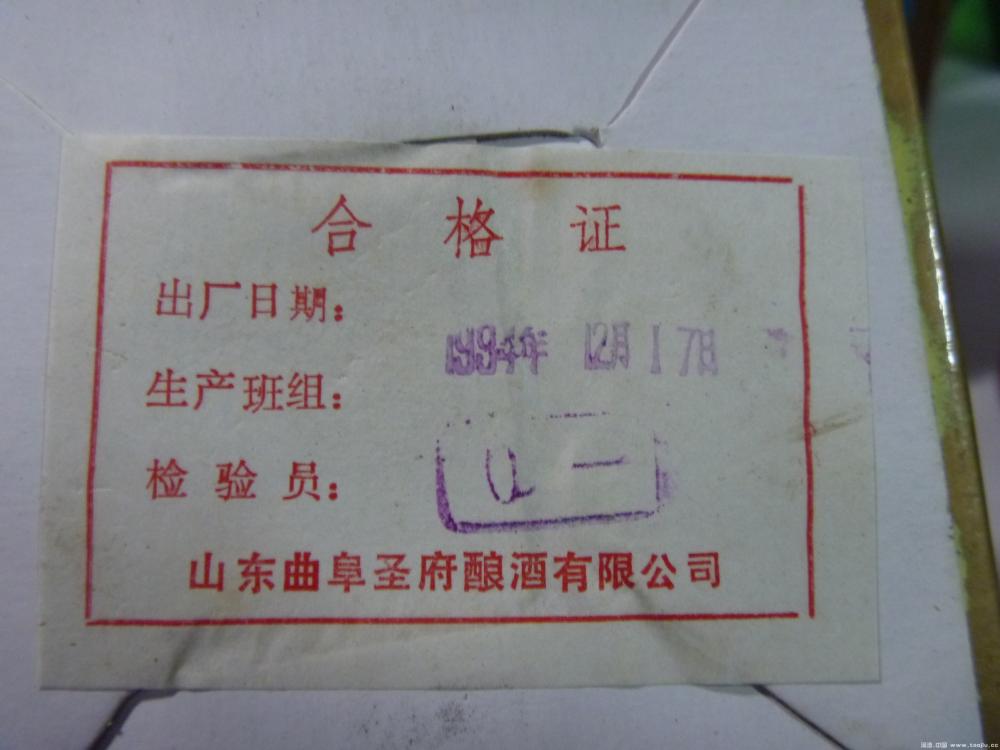 合格证
出厂日期：
1994年 12月17日
生产班组：
检验员：
Q 一
山东曲阜圣府酿酒有限公司